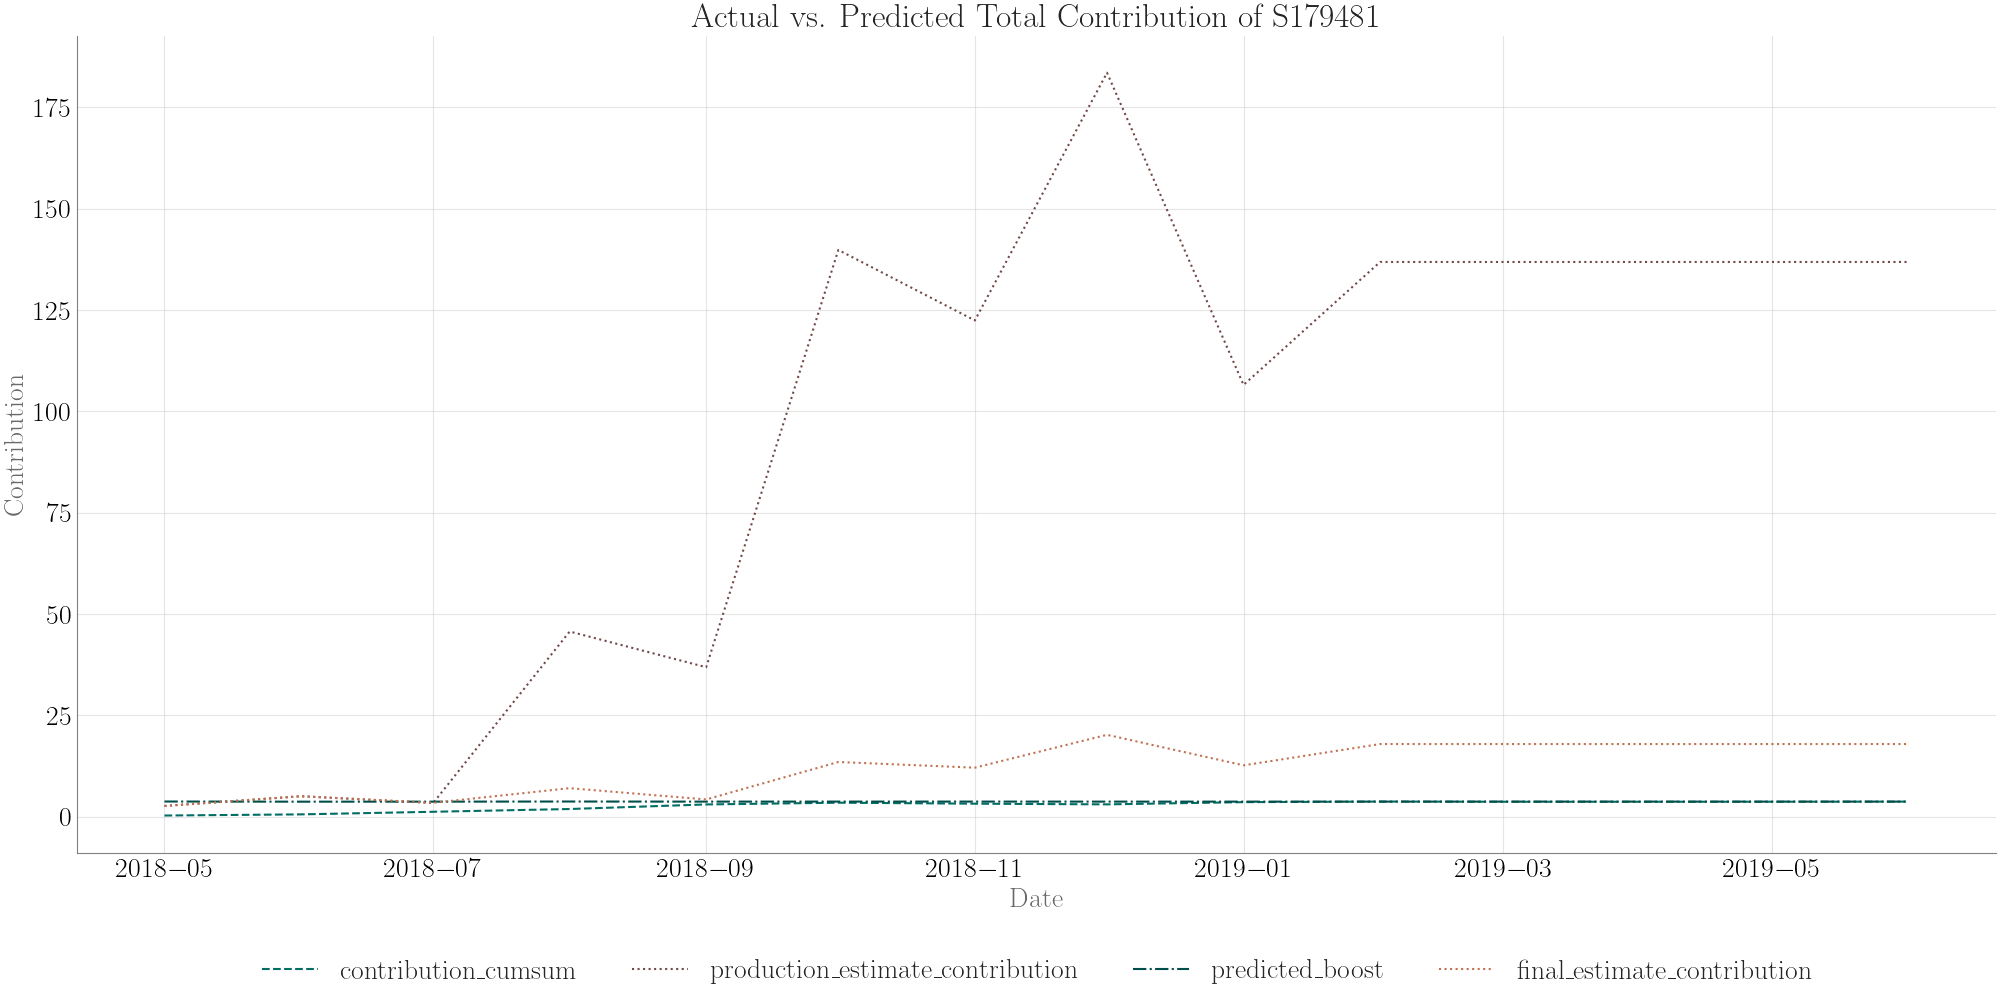 Actual vs. Predicted Total Contribution of S179481
175
150
125
100
75
50
25
0
Contribution
2018−05 2018−07 2018−09 2018−11 2019−01 2019−03 2019−05
Date
contribution_cumsum production_estimate_contribution predicted_boost final_estimate_contribution